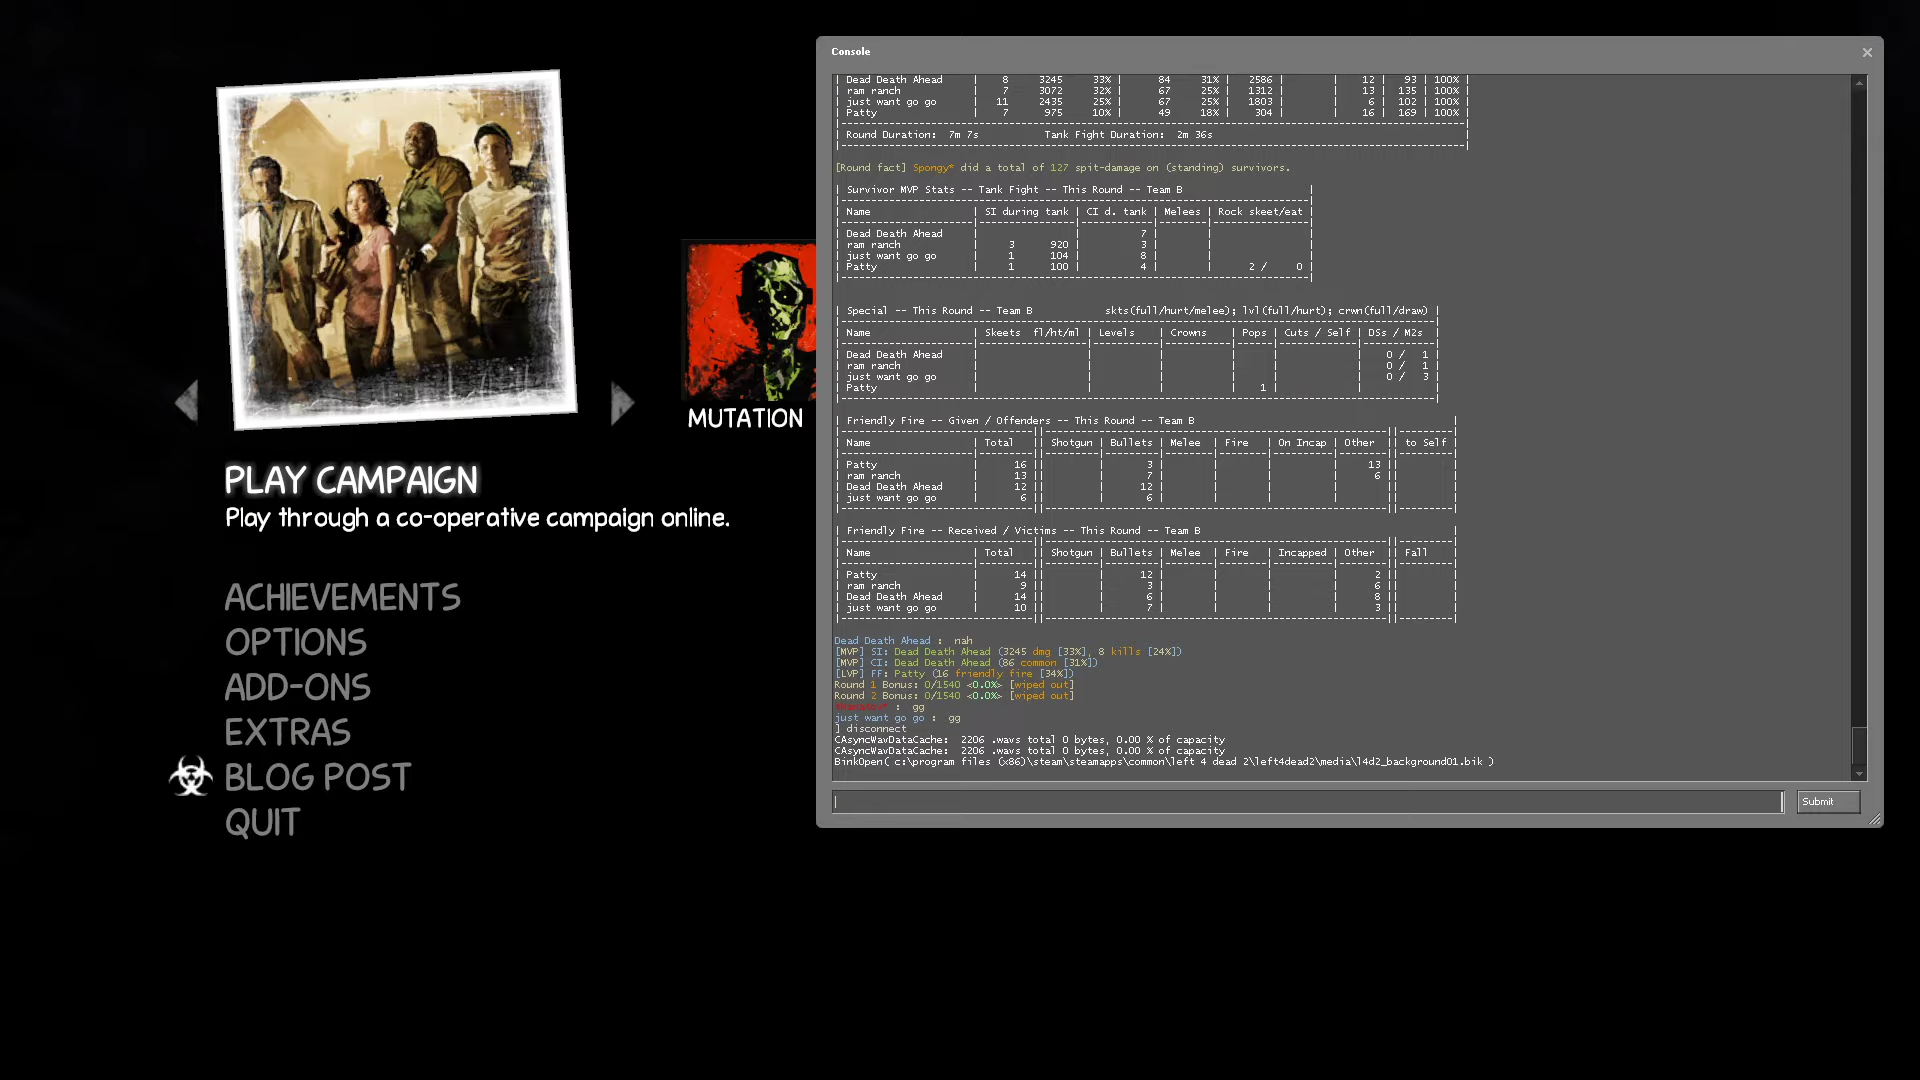 Console
| Dead Death Ahead | 8 3245 33% | 84 31% | 2586 | | 12 | 93 | 100% |
| ram ranch | 7 3072 32% | 67 25% | 1312 | | 13 | 135 | 100% |
| just want go go | 11 2435 25% | 67 25% | 1803 | | 6 | 102 | 100% |
| Patty | 7 975 10% | 49 18% | 304 | | 16 | 169 | 100% |
| Round Duration: 7m 7s Tank Fight Duration: 2m 36s |
[Round fact] Spongy* did a total of 127 spit-damage on (standing) survivors.
| Survivor MVP Stats -- Tank Fight -- This Round -- Team B |
| Name | SI during tank | CI d. tank | Melees | Rock skeet/eat |
| Dead Death Ahead | | 7 | | |
| ram ranch | 3 920 | 3 | | |
| just want go go | 1 104 | 8 | | |
| Patty | 1 100 | 4 | | 2 / 0 |
| Special -- This Round -- Team B skts(full/hurt/melee); lvl(full/hurt); crwn(full/draw) |
| Name | Skeets fl/ht/ml | Levels | Crowns | Pops | Cuts / Self | DSs / M2s |
| Dead Death Ahead | | | | | | 0 / 1 |
| ram ranch | | | | | | 0 / 1 |
| just want go go | | | | | | 0 / 3 |
| Patty | | | | 1 | | |
| Friendly Fire -- Given / Offenders -- This Round -- Team B |
| Name | Total || Shotgun | Bullets | Melee | Fire | On Incap | Other || to Self |
| Patty | 16 || | 3 | | | | 13 || |
| ram ranch | 13 || | 7 | | | | 6 || |
| Dead Death Ahead | 12 || | 12 | | | | || |
| just want go go | 6 || | 6 | | | | || |
| Friendly Fire -- Received / Victims -- This Round -- Team B |
| Name | Total || Shotgun | Bullets | Melee | Fire | Incapped | Other || Fall |
| Patty | 14 || | 12 | | | | 2 || |
| ram ranch | 9 || | 3 | | | | 6 || |
| Dead Death Ahead | 14 || | 6 | | | | 8 || |
| just want go go | 10 || | 7 | | | | 3 || |
Dead Death Ahead : nah
[MVP] SI: Dead Death Ahead (3245 dmg [33%], 8 kills [24%])
[MVP] CI: Dead Death Ahead (86 common [31%])
[LVP] FF: Patty (16 friendly fire [34%])
Round 1 Bonus: 0/1540 <0.0%> [wiped out]
Round 2 Bonus: 0/1540 <0.0%> [wiped out]
: gg
just want go go : gg
] disconnect
CAsyncWavDataCache: 2206 .wavs total 0 bytes, 0.00 % of capacity
CAsyncWavDataCache: 2206 .wavs total 0 bytes, 0.00 % of capacity
BinkOpen( c:\program files (x86)\steam\steamapps\common\left 4 dead 2\left4dead2\media\l4d2_background01.bik )
Submit
MUTATION
PLAY CAMPAIGN
Play through a co-operative campaign online.
ACHIEVEMENTS
OPTIONS
ADD-ONS
EXTRAS
BLOG POST
QUIT